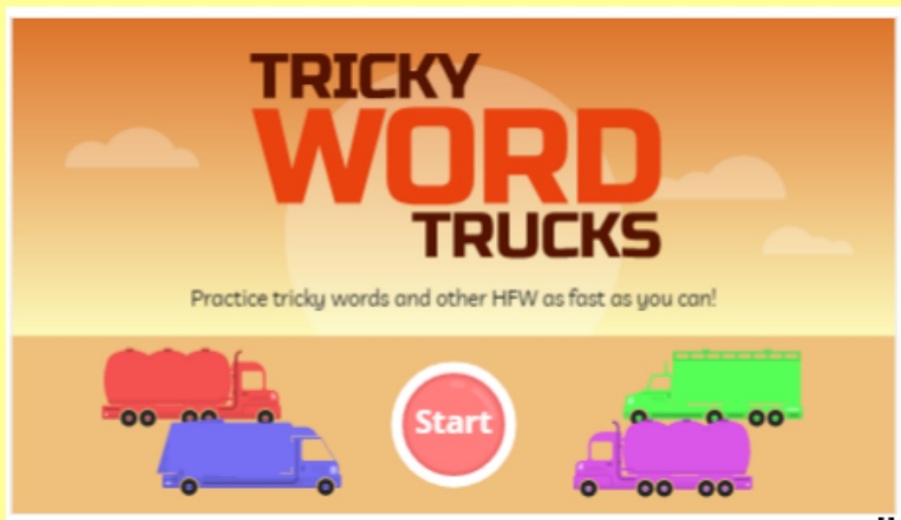 TRICKY
WORD
TRUCKS
Practice tricky words and other HFW as fast as you can!
Start